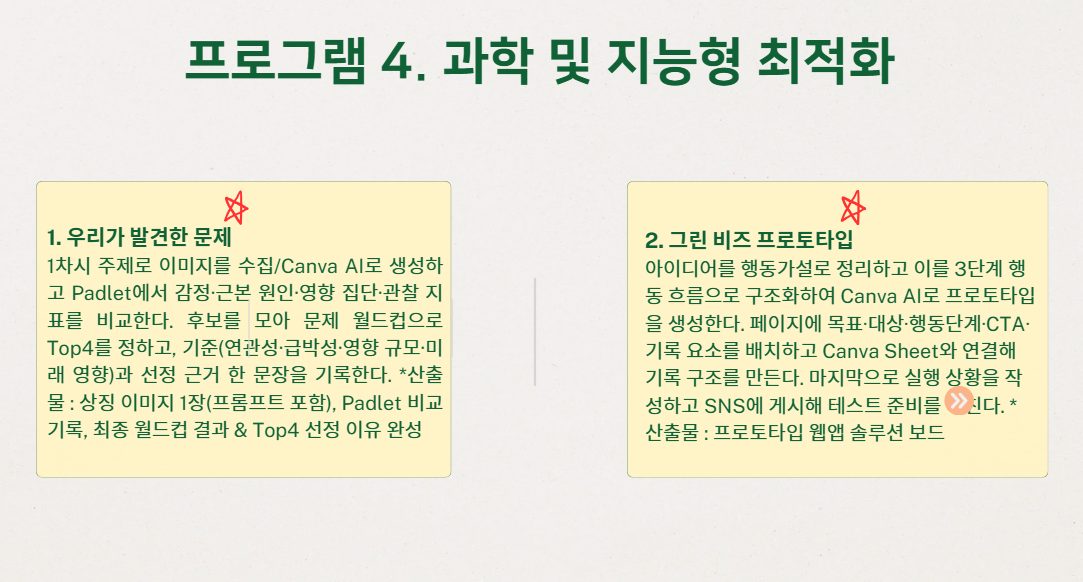 프로그램 4. 과학 및 지능형 최적화
1. 우리가 발견한 문제
1차시 주제로 이미지를 수집/Canva AI로 생성하
고 Padlet에서 감정·근본 원인·영향 집단·관찰 지
표를 비교한다. 후보를 모아 문제 월드컵으로
Top4를 정하고, 기준(연관성·급박성·영향 규모·미
래 영향)과 선정 근거 한 문장을 기록한다. *산출
물 : 상징 이미지 1장(프롬프트 포함), Padlet 비교
기록, 최종 월드컵 결과 & Top4 선정 이유 완성
2. 그린 비즈 프로토타입
아이디어를 행동가설로 정리하고 이를 3단계 행
동 흐름으로 구조화하여 Canva AI로 프로토타입
을 생성한다. 페이지에 목표·대상·행동단계·CTA·
기록 요소를 배치하고 Canva Sheet와 연결해
기록 구조를 만든다. 마지막으로 실행 상황을 작
성하고 SNS에 게시해 테스트 준비를 *
산출물 : 프로토타입 웹앱 솔루션 보드